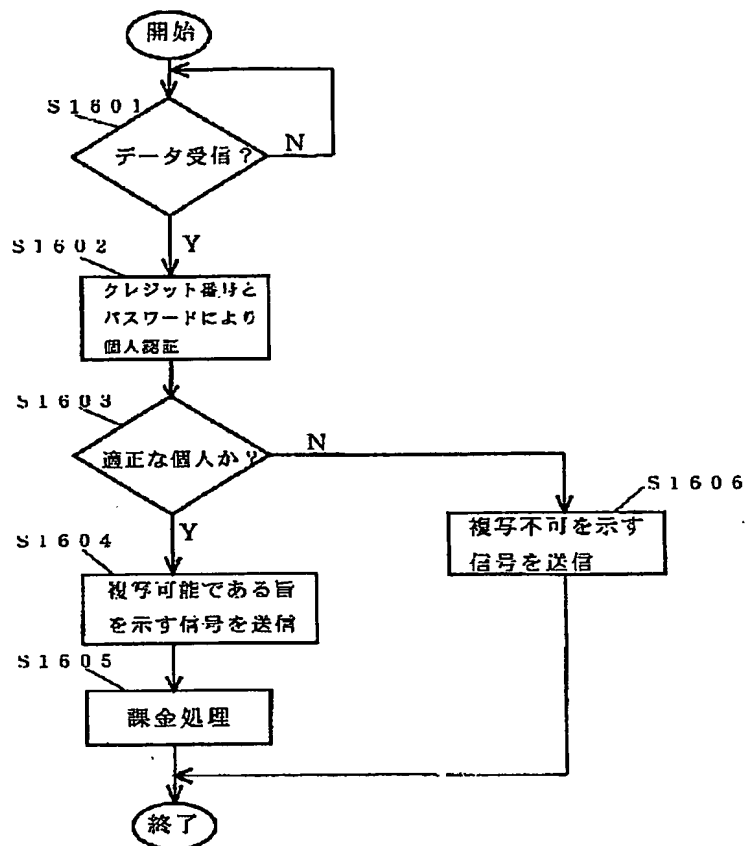 開始
S1601
データ受信？
N
Y
S1602
クレジット番号と
パスワードにより
個人認証
S1603
適正な個人か？
N
Y
S1604
複写可能である旨
を示す信号を送信
S1605
課金処理
S1606
複写不可を示す
信号を送信
終了